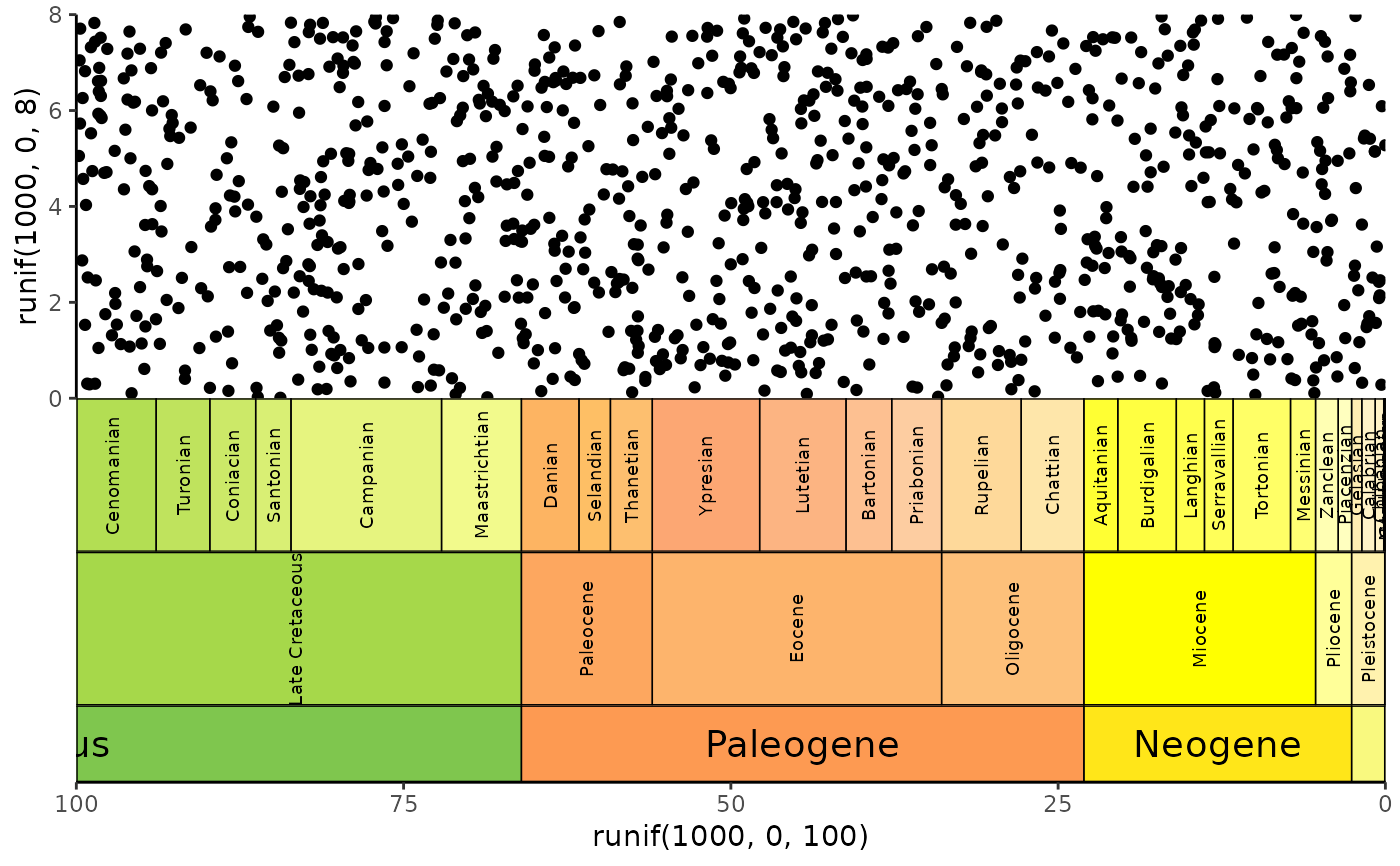 8
6
4
2
0
runif(1000, 0, 8)
Cenomanian
Turonian
Coniacian
Santonian
Campanian
Maastrichtian
Danian
Selandian
Thanetian
Ypresian
Lutetian
Bartonian
Priabonian
Rupelian
Chattian
Aquitanian
Burdigalian
Langhian
Serravallian
Tortonian
Messinian
Zanclean
Piacenzian
Gelasian
Calabrian
Late Cretaceous
Paleocene
Eocene
Oligocene
Miocene
Pliocene
Pleistocene
us
Paleogene
Neogene
100
75
50
25
0
runif(1000, 0, 100)